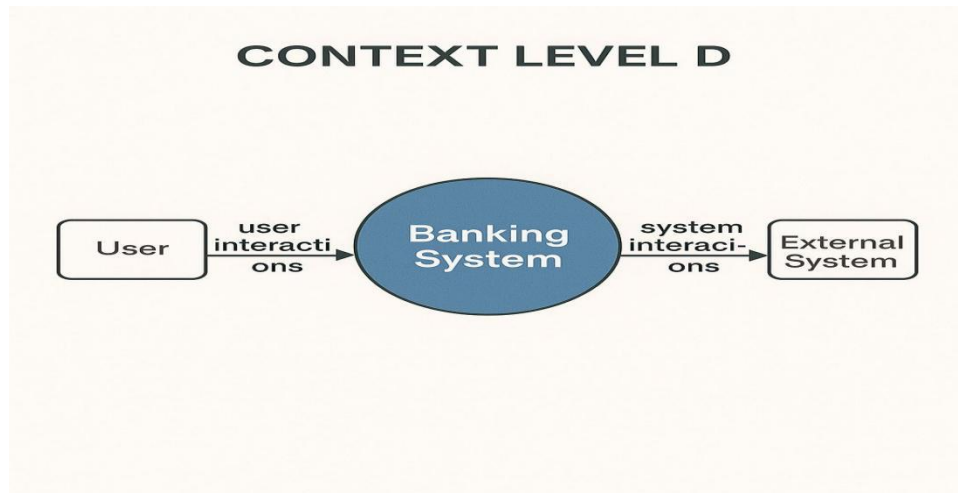 CONTEXT LEVEL D
User
user
interacti
ons
Banking
System
system
interaci-
ons
External
System